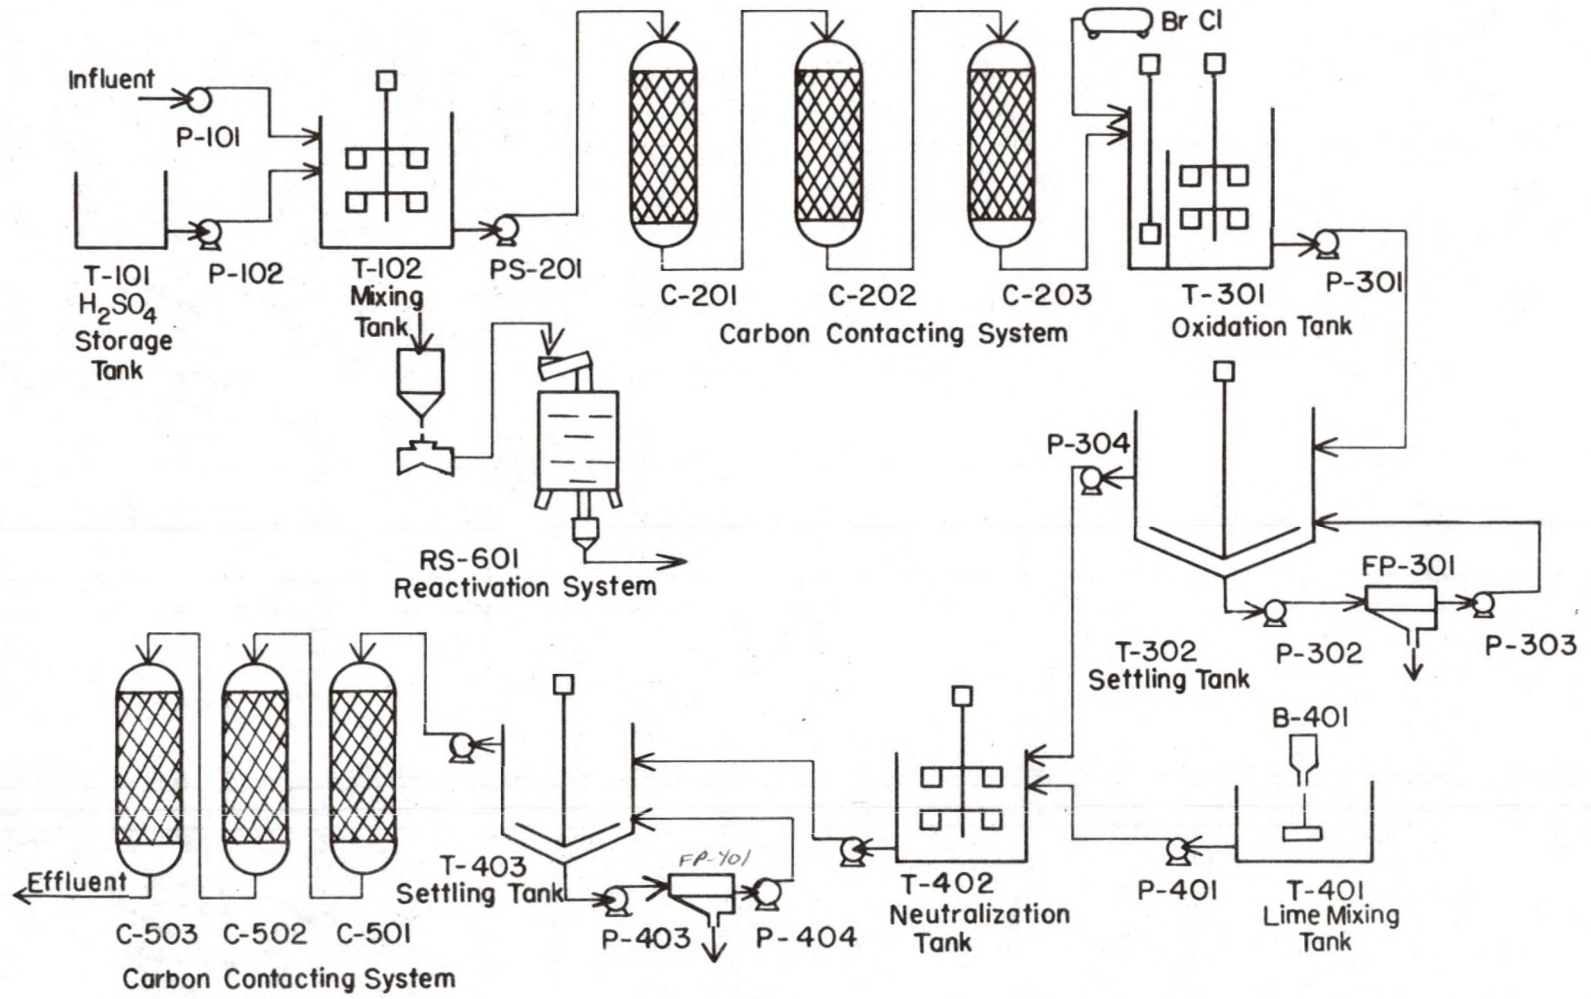 Br Cl
Influent
P-101
T-101
H2SO4
Storage
Tank
P-102
T-102
Mixing
Tank
PS-201
C-201
C-202
C-203
Carbon Contacting System
T-301
Oxidation Tank
P-301
P-304
RS-601
Reactivation System
FP-301
T-302
Settling Tank
P-302
P-303
B-401
T-403
Settling Tank
FP-401
P-403
P-404
T-402
Neutralization
Tank
P-401
T-401
Lime Mixing
Tank
Effluent
C-503
C-502
C-501
Carbon Contacting System